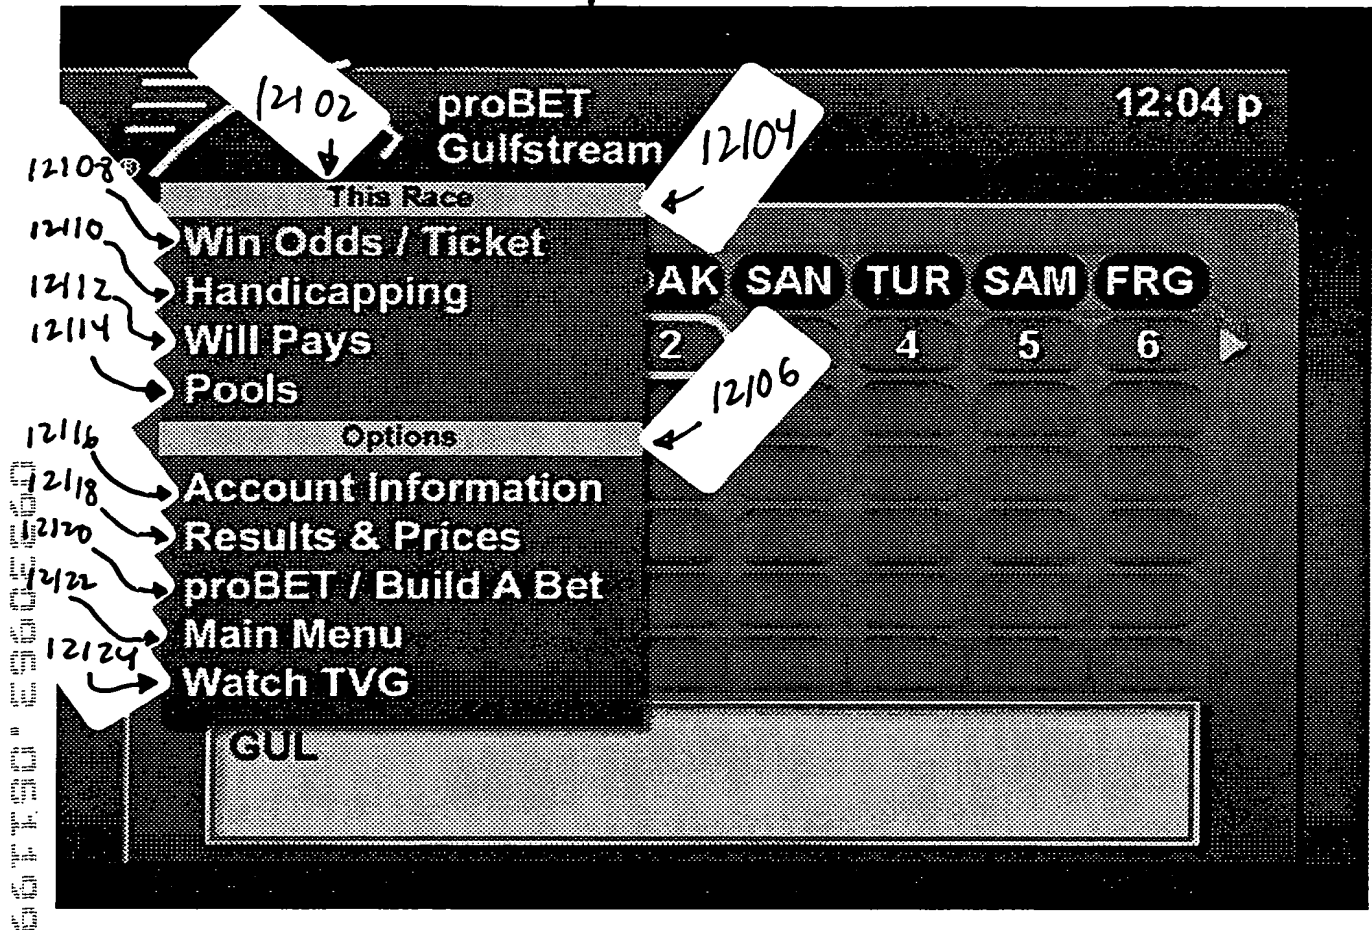 proBET
12:04 p
Gulfstream
12102
12104
®
This Race
12108
Win Odds / Ticket
12110
Handicapping
12112
Will Pays
12114
Pools
AK SAN TUR SAM FRG
2 4 5 6
12106
Options
12116
Account Information
12118
Results & Prices
12120
proBET / Build A Bet
12122
Main Menu
12124
Watch TVG
GUL